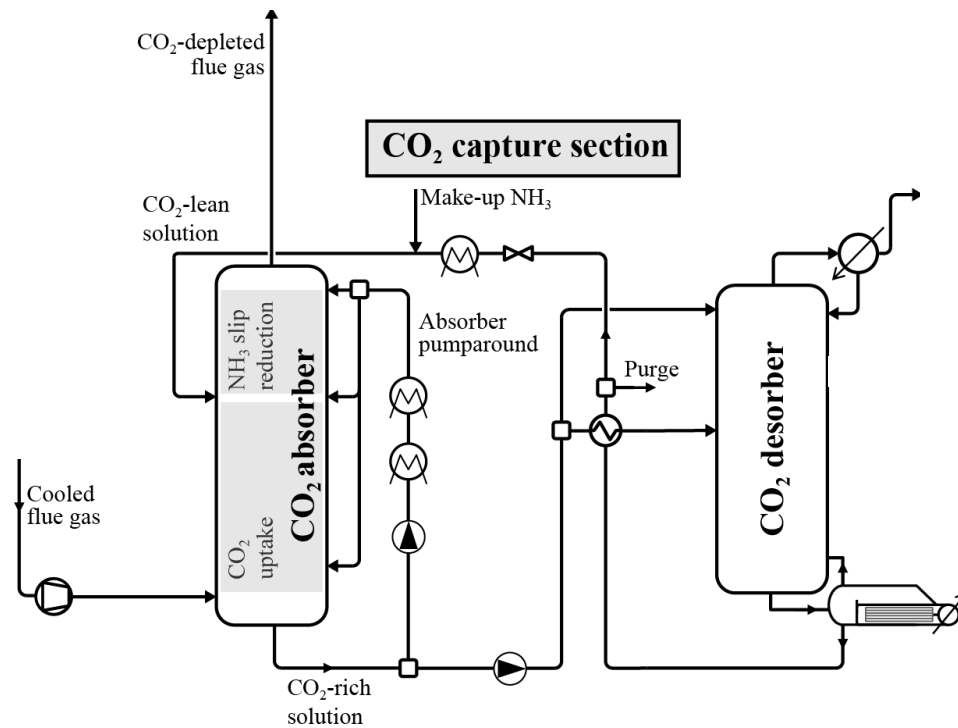 CO₂-depleted
flue gas
CO₂ capture section
Make-up NH₃
CO₂-lean
solution
NH₃ slip
reduction
CO₂ absorber
Absorber
pumparound
Purge
CO₂ desorber
Cooled
flue gas
CO₂
uptake
CO₂-rich
solution